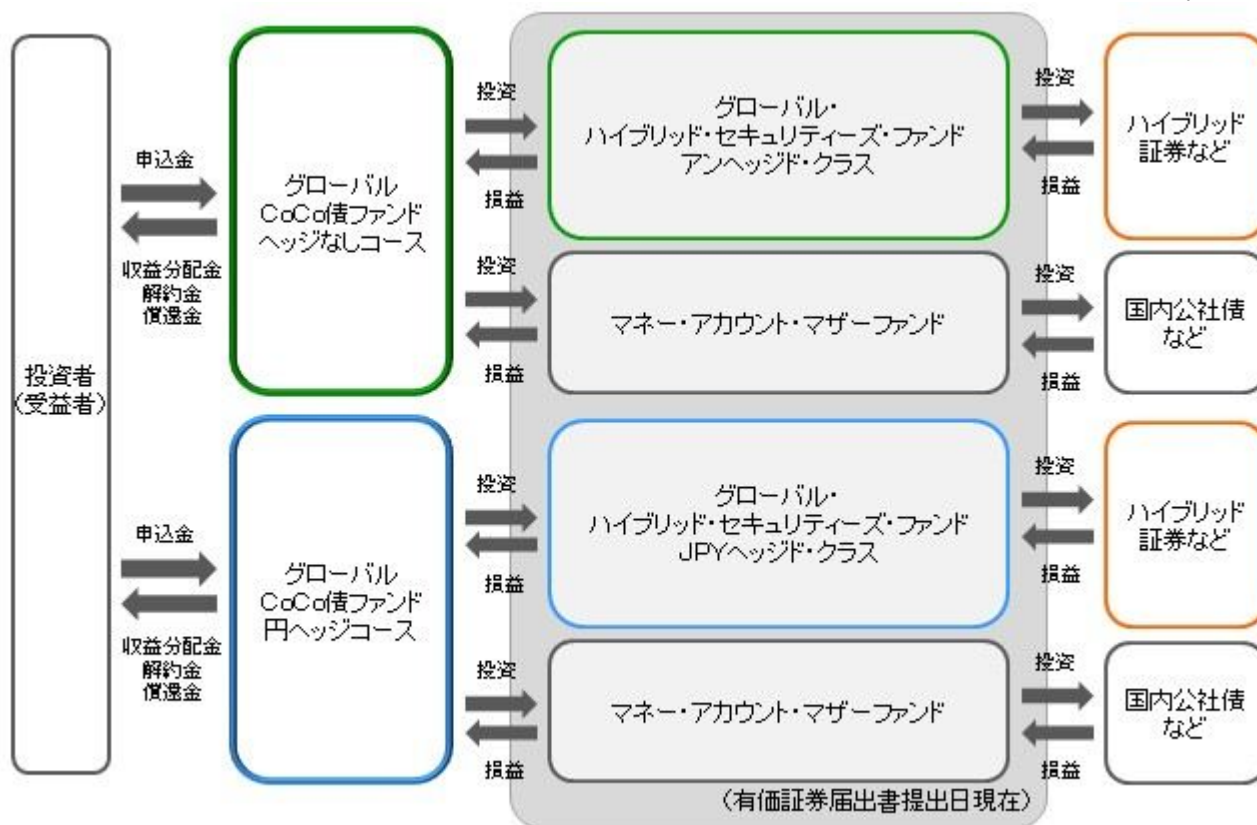 投資者
(受益者)
申込金
収益分配金
解約金
償還金
グローバル
CoCo債ファンド
ヘッジなしコース
投資
損益
グローバル・
ハイブリッド・セキュリティーズ・ファンド
アンヘッジド・クラス
投資
損益
ハイブリッド
証券など
投資
損益
マネー・アカウント・マザーファンド
投資
損益
国内公社債
など
申込金
収益分配金
解約金
償還金
グローバル
CoCo債ファンド
円ヘッジコース
投資
損益
グローバル・
ハイブリッド・セキュリティーズ・ファンド
JPYヘッジド・クラス
投資
損益
ハイブリッド
証券など
投資
損益
マネー・アカウント・マザーファンド
投資
損益
国内公社債
など
(有価証券届出書提出日現在)